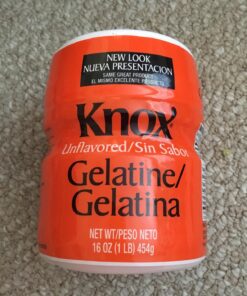 NEW LOOK
NUEVA PRESENTACION
SAME GREAT PRODUCT
EL MISMO EXCELENTE PRODUCTO
Knox
Unflavored/Sin Sabor
Gelatine/
Gelatina
NET WT/PESO NETO
16 OZ (1 LB) 454g